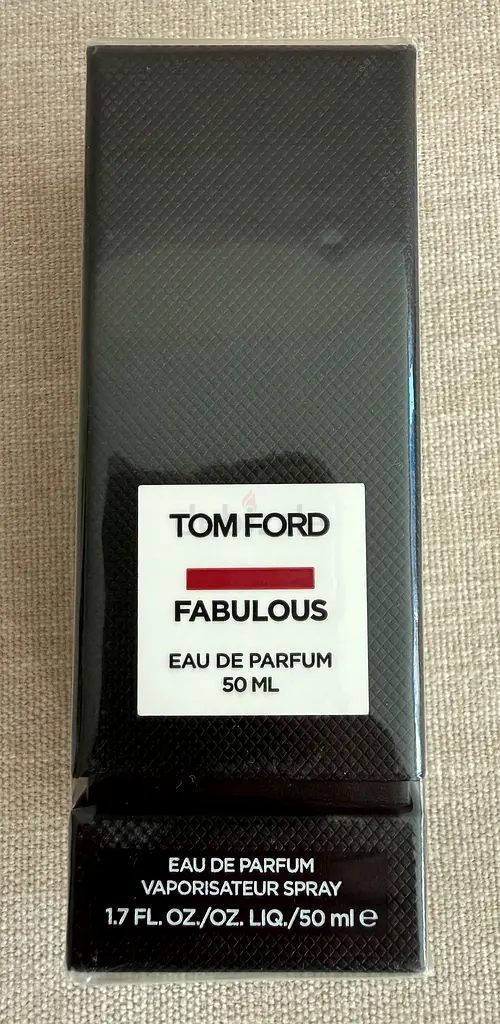 TOM FORD
FABULOUS
EAU DE PARFUM
50 ML
EAU DE PARFUM
VAPORISATEUR SPRAY
1.7 FL. OZ./OZ. LIQ./50 ml ℮